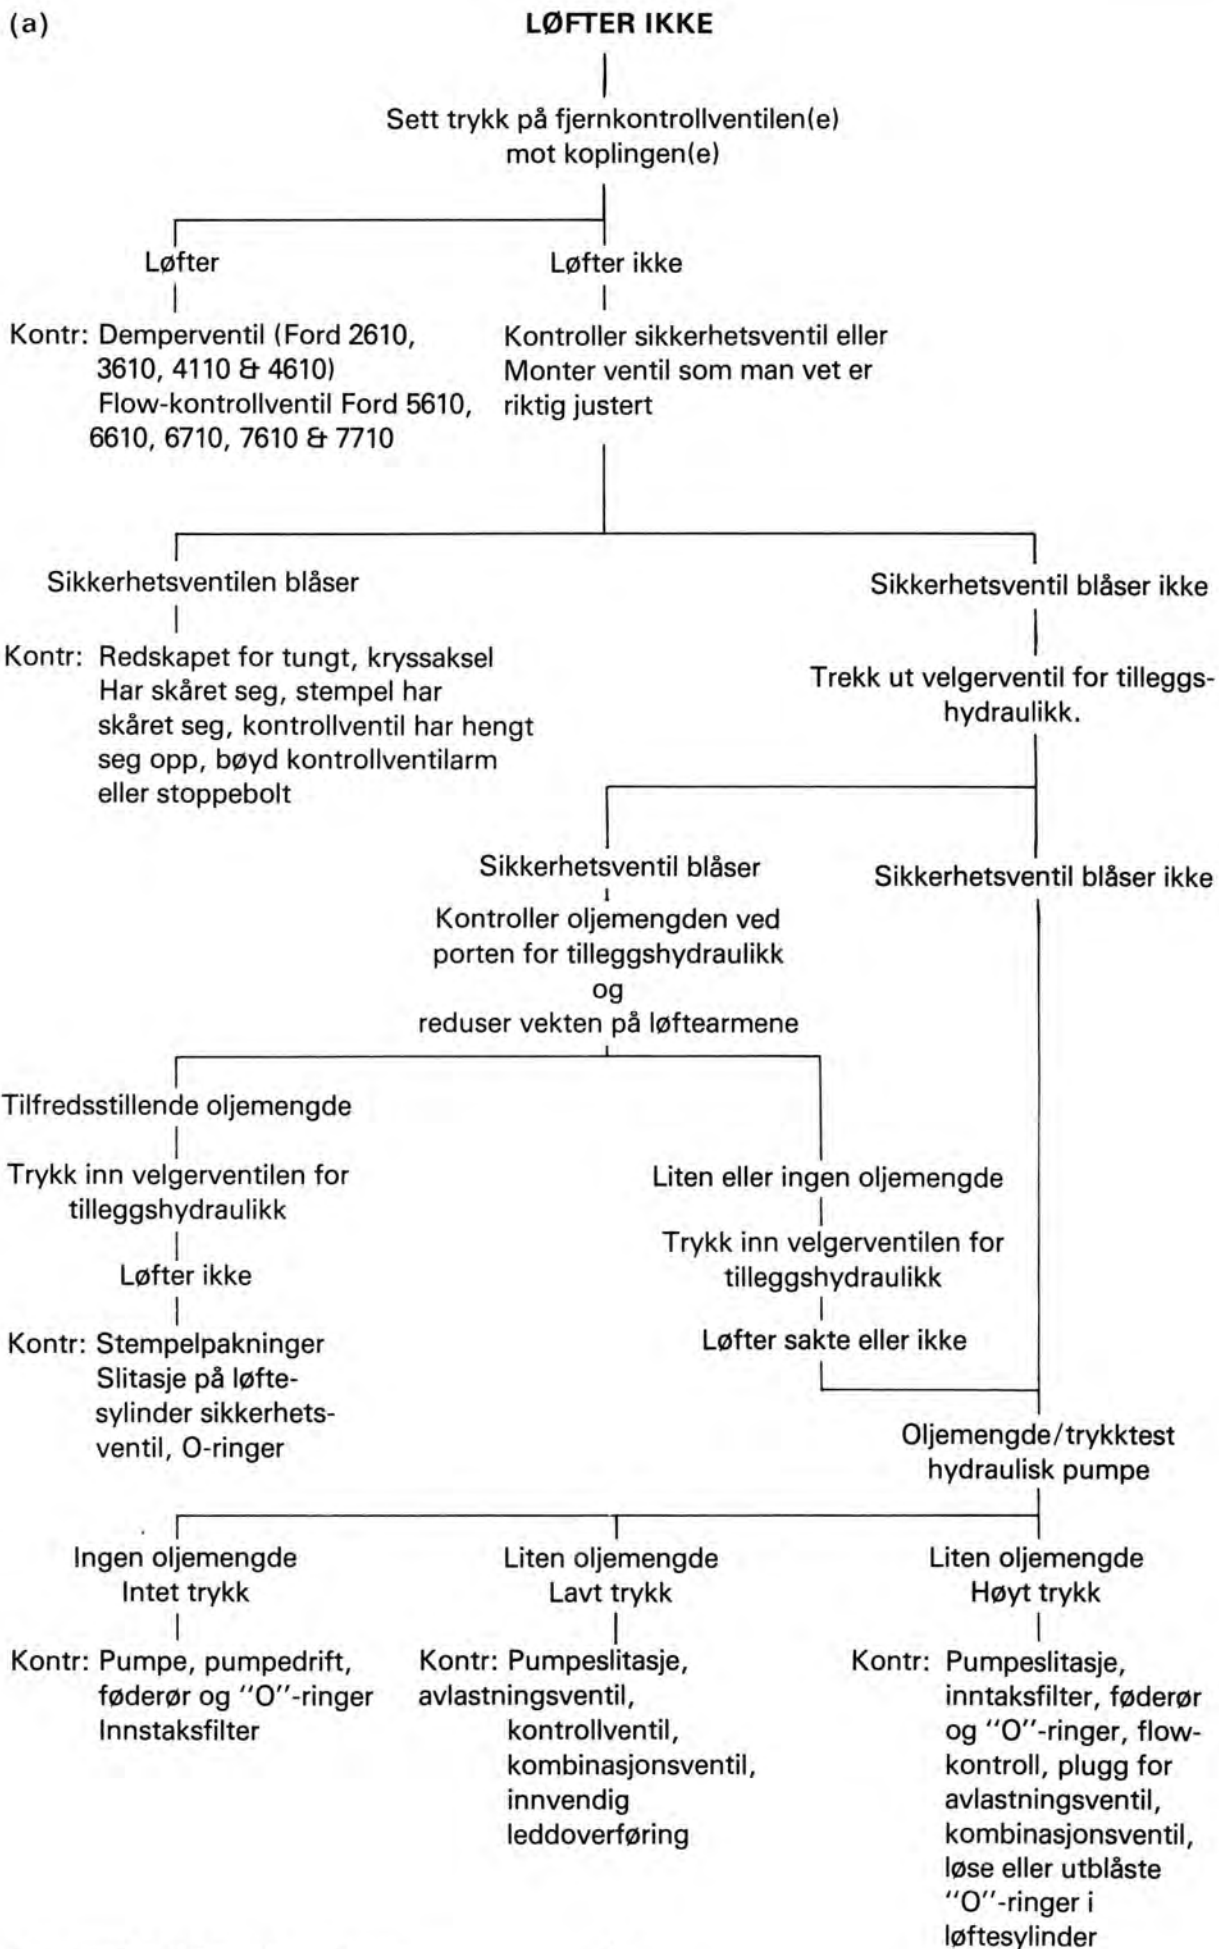 (a)
LØFTER IKKE
Sett trykk på fjernkontrollventilen(e)
mot koplingen(e)
Løfter
Løfter ikke
Kontr: Demperventil (Ford 2610,
3610, 4110 & 4610)
Flow-kontrollventil Ford 5610,
6610, 6710, 7610 & 7710
Kontroller sikkerhetsventil eller
Monter ventil som man vet er
riktig justert
Sikkerhetsventilen blåser
Sikkerhetsventil blåser ikke
Kontr: Redskapet for tungt, kryssaksel
Har skåret seg, stempel har
skåret seg, kontrollventil har hengt
seg opp, bøyd kontrollventilarm
eller stoppebolt
Trekk ut velgerventil for tilleggs-
hydraulikk.
Sikkerhetsventil blåser
Sikkerhetsventil blåser ikke
Kontroller oljemengden ved
porten for tilleggshydraulikk
og
reduser vekten på løftearmene
Tilfredsstillende oljemengde
Trykk inn velgerventilen for
tilleggshydraulikk
Løfter ikke
Kontr: Stempelpakninger
Slitasje på løfte-
sylinder sikkerhets-
ventil, O-ringer
Liten eller ingen oljemengde
Trykk inn velgerventilen for
tilleggshydraulikk
Løfter sakte eller ikke
Oljemengde/trykktest
hydraulisk pumpe
Ingen oljemengde
Intet trykk
Kontr: Pumpe, pumpedrift,
føderør og "O"-ringer
Innstaksfilter
Liten oljemengde
Lavt trykk
Kontr: Pumpeslitasje,
avlastningsventil,
kontrollventil,
kombinasjonsventil,
innvendig
leddoverføring
Liten oljemengde
Høyt trykk
Kontr: Pumpeslitasje,
inntaksfilter, føderør
og "O"-ringer, flow-
kontroll, plugg for
avlastningsventil,
kombinasjonsventil,
løse eller utblåste
"O"-ringer i
løftesylinder